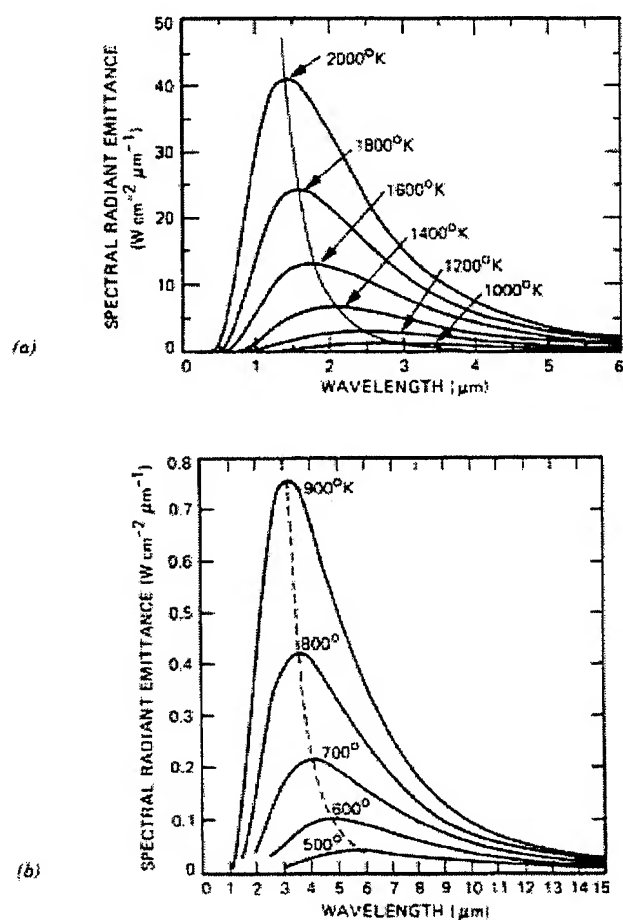 SPECTRAL RADIANT EMITTANCE
(W cm⁻² μm⁻¹)
50
40
30
20
10
0
2000°K
1800°K
1600°K
1400°K
1200°K
1000°K
0 1 2 3 4 5 6
WAVELENGTH (μm)
(a)
SPECTRAL RADIANT EMITTANCE (W cm⁻² μm⁻¹)
0.8
0.7
0.6
0.5
0.4
0.3
0.2
0.1
0
900°K
800°
700°
600°
500°
0 1 2 3 4 5 6 7 8 9 10 11 12 13 14 15
WAVELENGTH (μm)
(b)